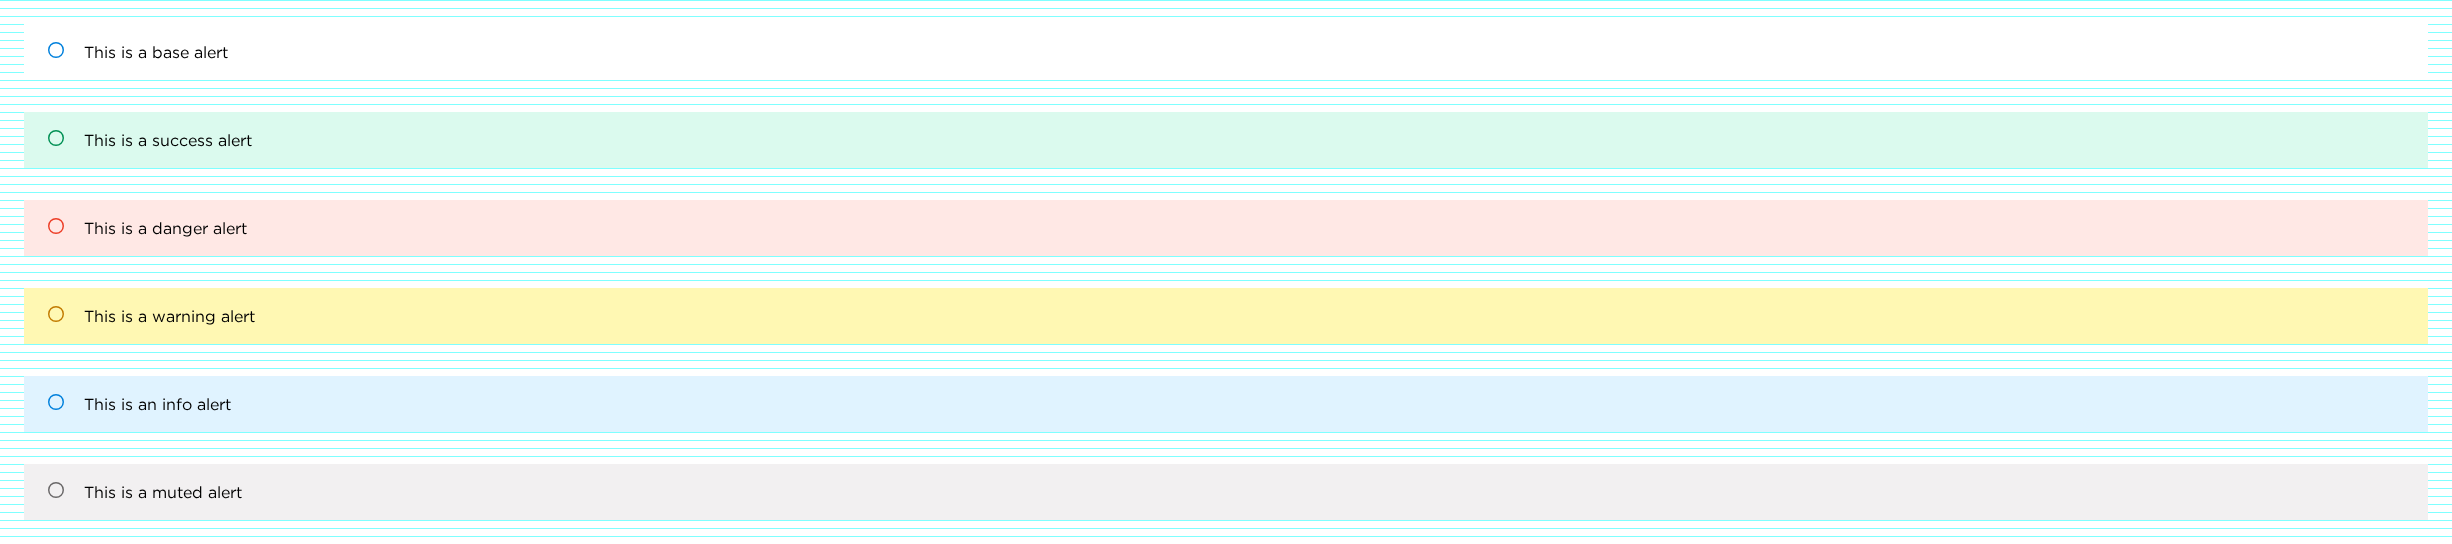 This is a base alert
This is a success alert
This is a danger alert
This is a warning alert
This is an info alert
This is a muted alert